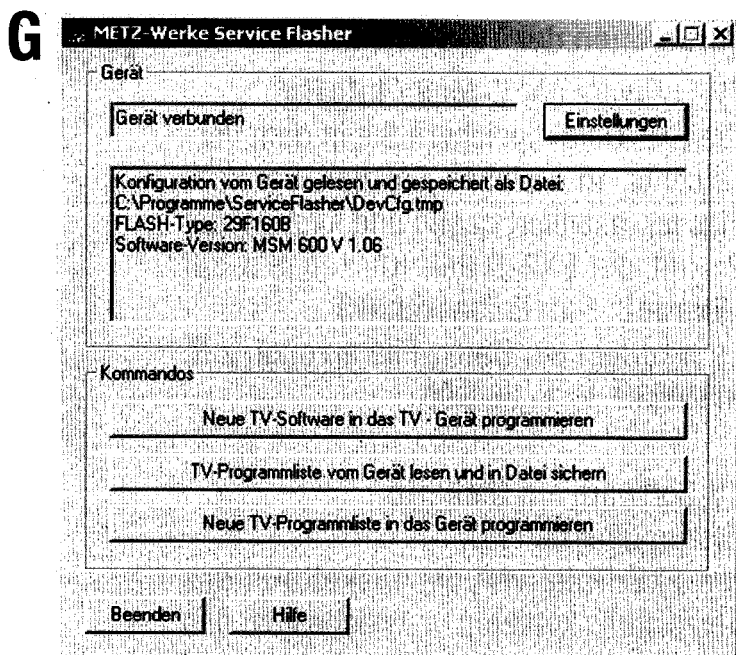 G
METZ-Werke Service Flasher
Gerät
Gerät verbunden
Einstellungen
Konfiguration vom Gerät gelesen und gespeichert als Datei:
C:\Programme\ServiceFlasher\DevCfg.tmp
FLASH-Type: 29F160B
Software-Version: MSM 600 V 1.06
Kommandos
Neue TV-Software in das TV - Gerät programmieren
TV-Programmliste vom Gerät lesen und in Datei sichern
Neue TV-Programmliste in das Gerät programmieren
Beenden
Hilfe